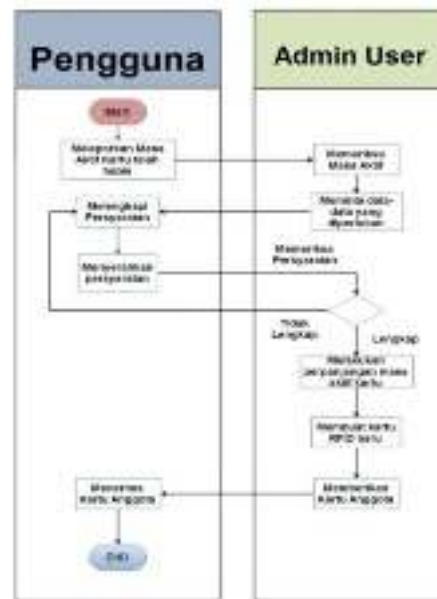 Pengguna
Admin User
Start
Melaporkan Masa
Aktif kartu telah
habis
Memeriksa
Masa Aktif
Meminta data-
data yang
diperlukan
Melengkapi
Persyaratan
Menyerahkan
persyaratan
Memeriksa
Persyaratan
Tidak
Lengkap
Lengkap
Melakukan
perpanjangan masa
aktif kartu
Membuat kartu
RFID baru
Memberikan
Kartu Anggota
Menerima
Kartu Anggota
End